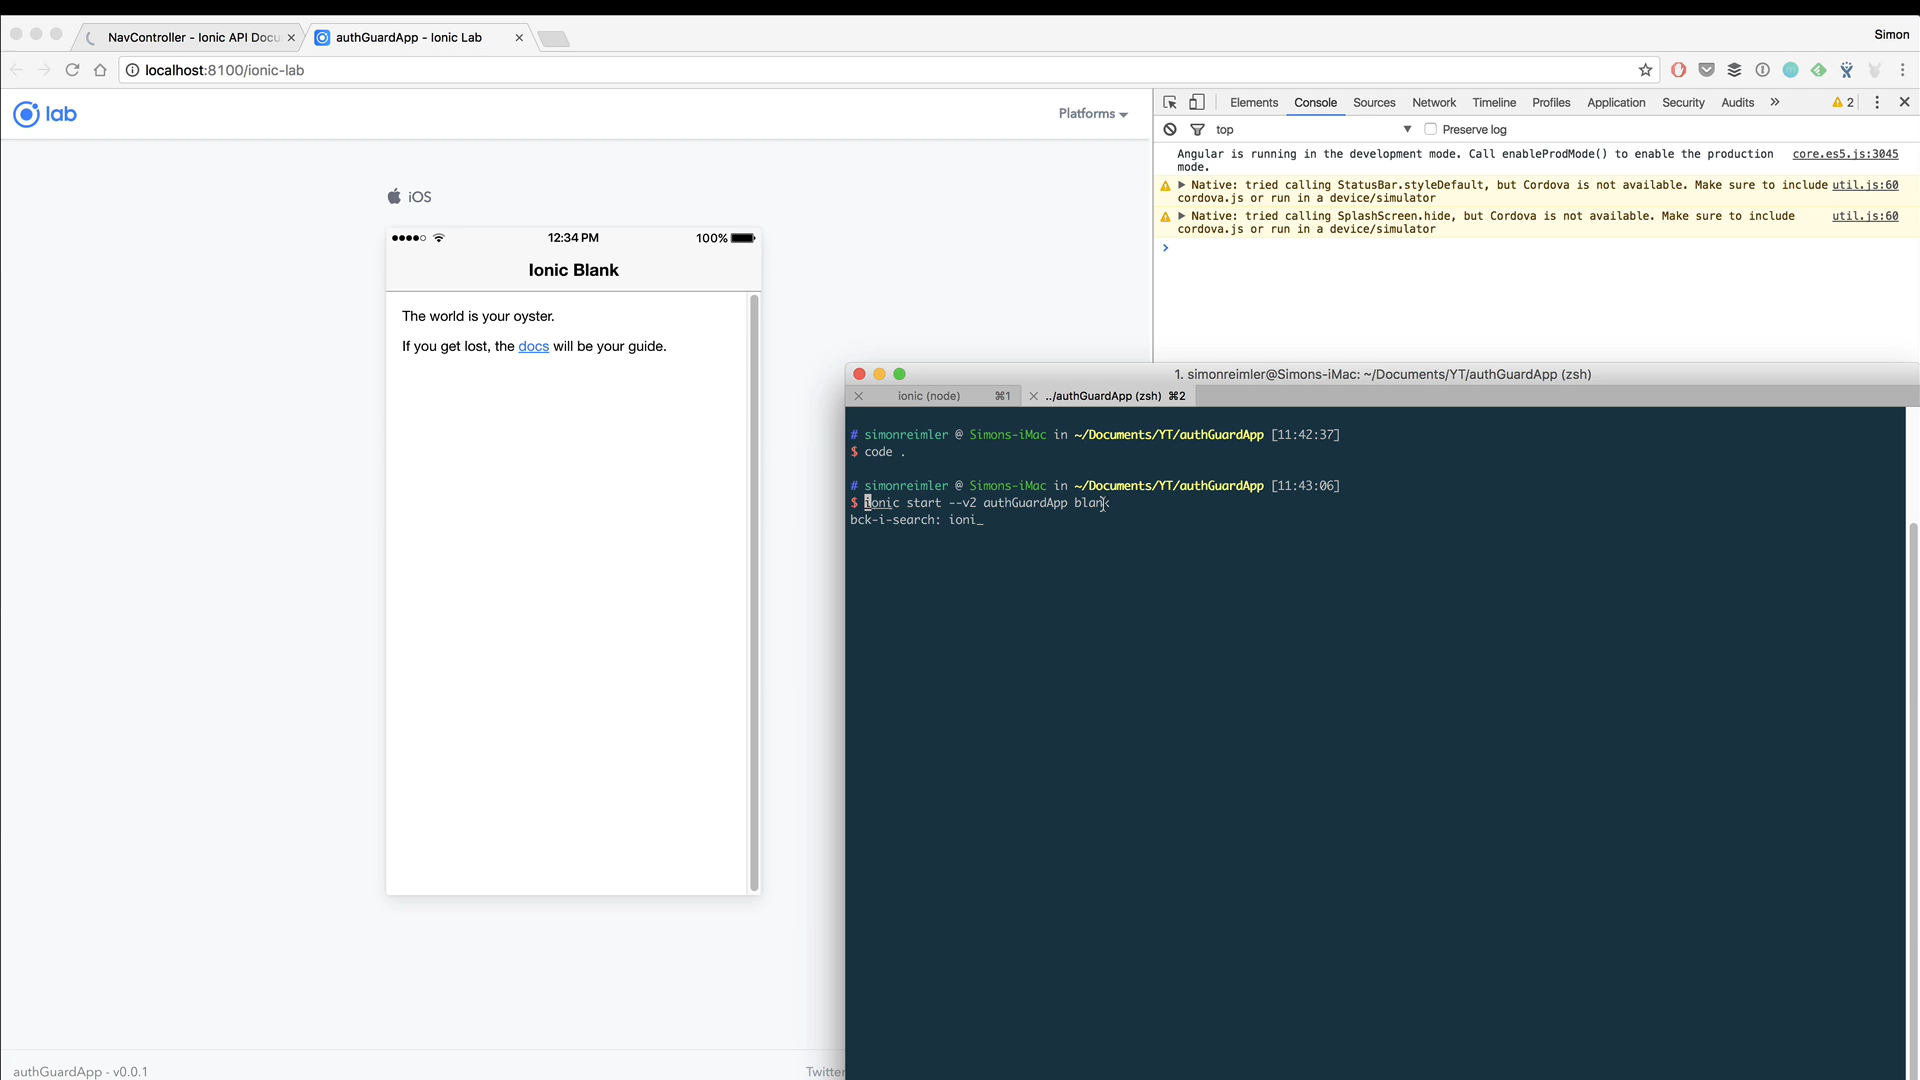 NavController - Ionic API Docu
authGuardApp - Ionic Lab
Simon
localhost:8100/ionic-lab
lab
Platforms
iOS
12:34 PM
100%
Ionic Blank
The world is your oyster.
If you get lost, the docs will be your guide.
authGuardApp - v0.0.1
Twitter
Elements Console Sources Network Timeline Profiles Application Security Audits » 2
top
Preserve log
Angular is running in the development mode. Call enableProdMode() to enable the production core.es5.js:3045
mode.
Native: tried calling StatusBar.styleDefault, but Cordova is not available. Make sure to include util.js:60
cordova.js or run in a device/simulator
Native: tried calling SplashScreen.hide, but Cordova is not available. Make sure to include util.js:60
cordova.js or run in a device/simulator
1. simonreimler@Simons-iMac: ~/Documents/YT/authGuardApp (zsh)
ionic (node) ⌘1
../authGuardApp (zsh) ⌘2
# simonreimler @ Simons-iMac in ~/Documents/YT/authGuardApp [11:42:37]
$ code .
# simonreimler @ Simons-iMac in ~/Documents/YT/authGuardApp [11:43:06]
$ ionic start --v2 authGuardApp blank
bck-i-search: ioni_